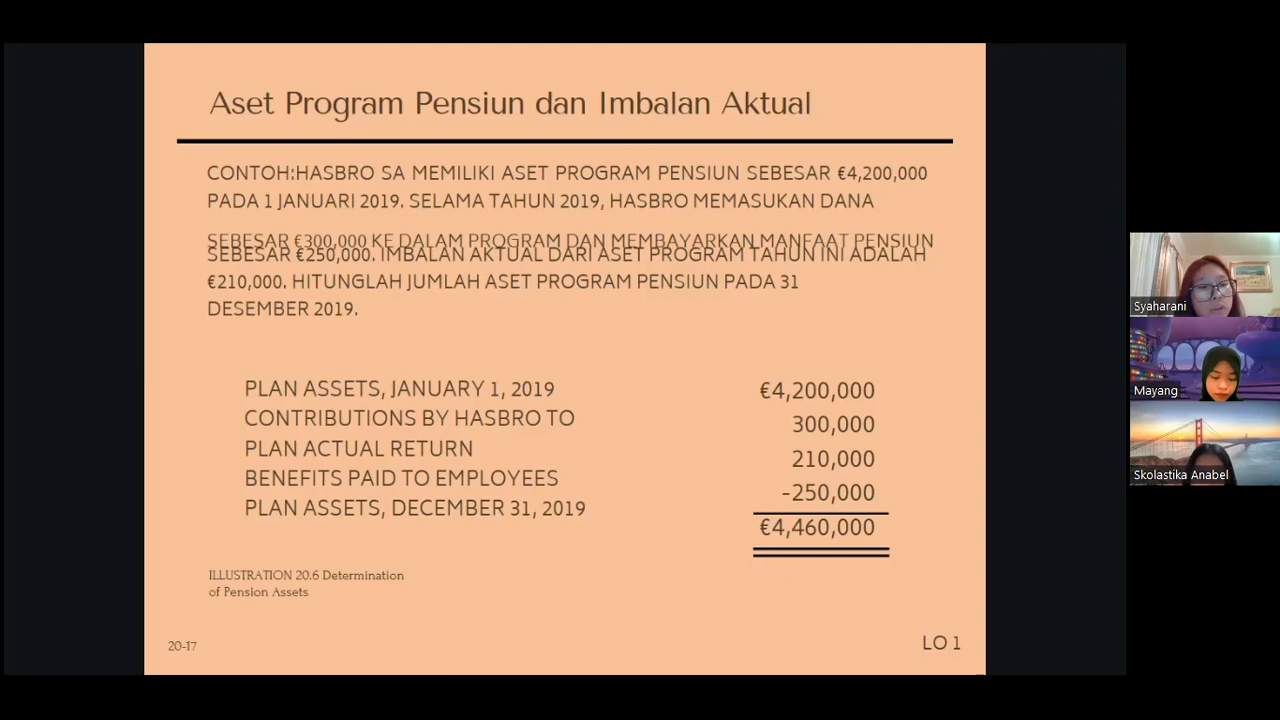 Aset Program Pensiun dan Imbalan Aktual
CONTOH:HASBRO SA MEMILIKI ASET PROGRAM PENSIUN SEBESAR €4,200,000
PADA 1 JANUARI 2019. SELAMA TAHUN 2019, HASBRO MEMASUKAN DANA
SEBESAR €300,000 KE DALAM PROGRAM DAN MEMBAYARKAN MANFAAT PENSIUN
SEBESAR €250,000. IMBALAN AKTUAL DARI ASET PROGRAM TAHUN INI ADALAH
€210,000. HITUNGLAH JUMLAH ASET PROGRAM PENSIUN PADA 31
DESEMBER 2019.
PLAN ASSETS, JANUARY 1, 2019 €4,200,000
CONTRIBUTIONS BY HASBRO TO 300,000
PLAN ACTUAL RETURN 210,000
BENEFITS PAID TO EMPLOYEES -250,000
PLAN ASSETS, DECEMBER 31, 2019 €4,460,000
ILLUSTRATION 20.6 Determination
of Pension Assets
20-17
LO 1
Syaharani
Mayang
Skolastika Anabel